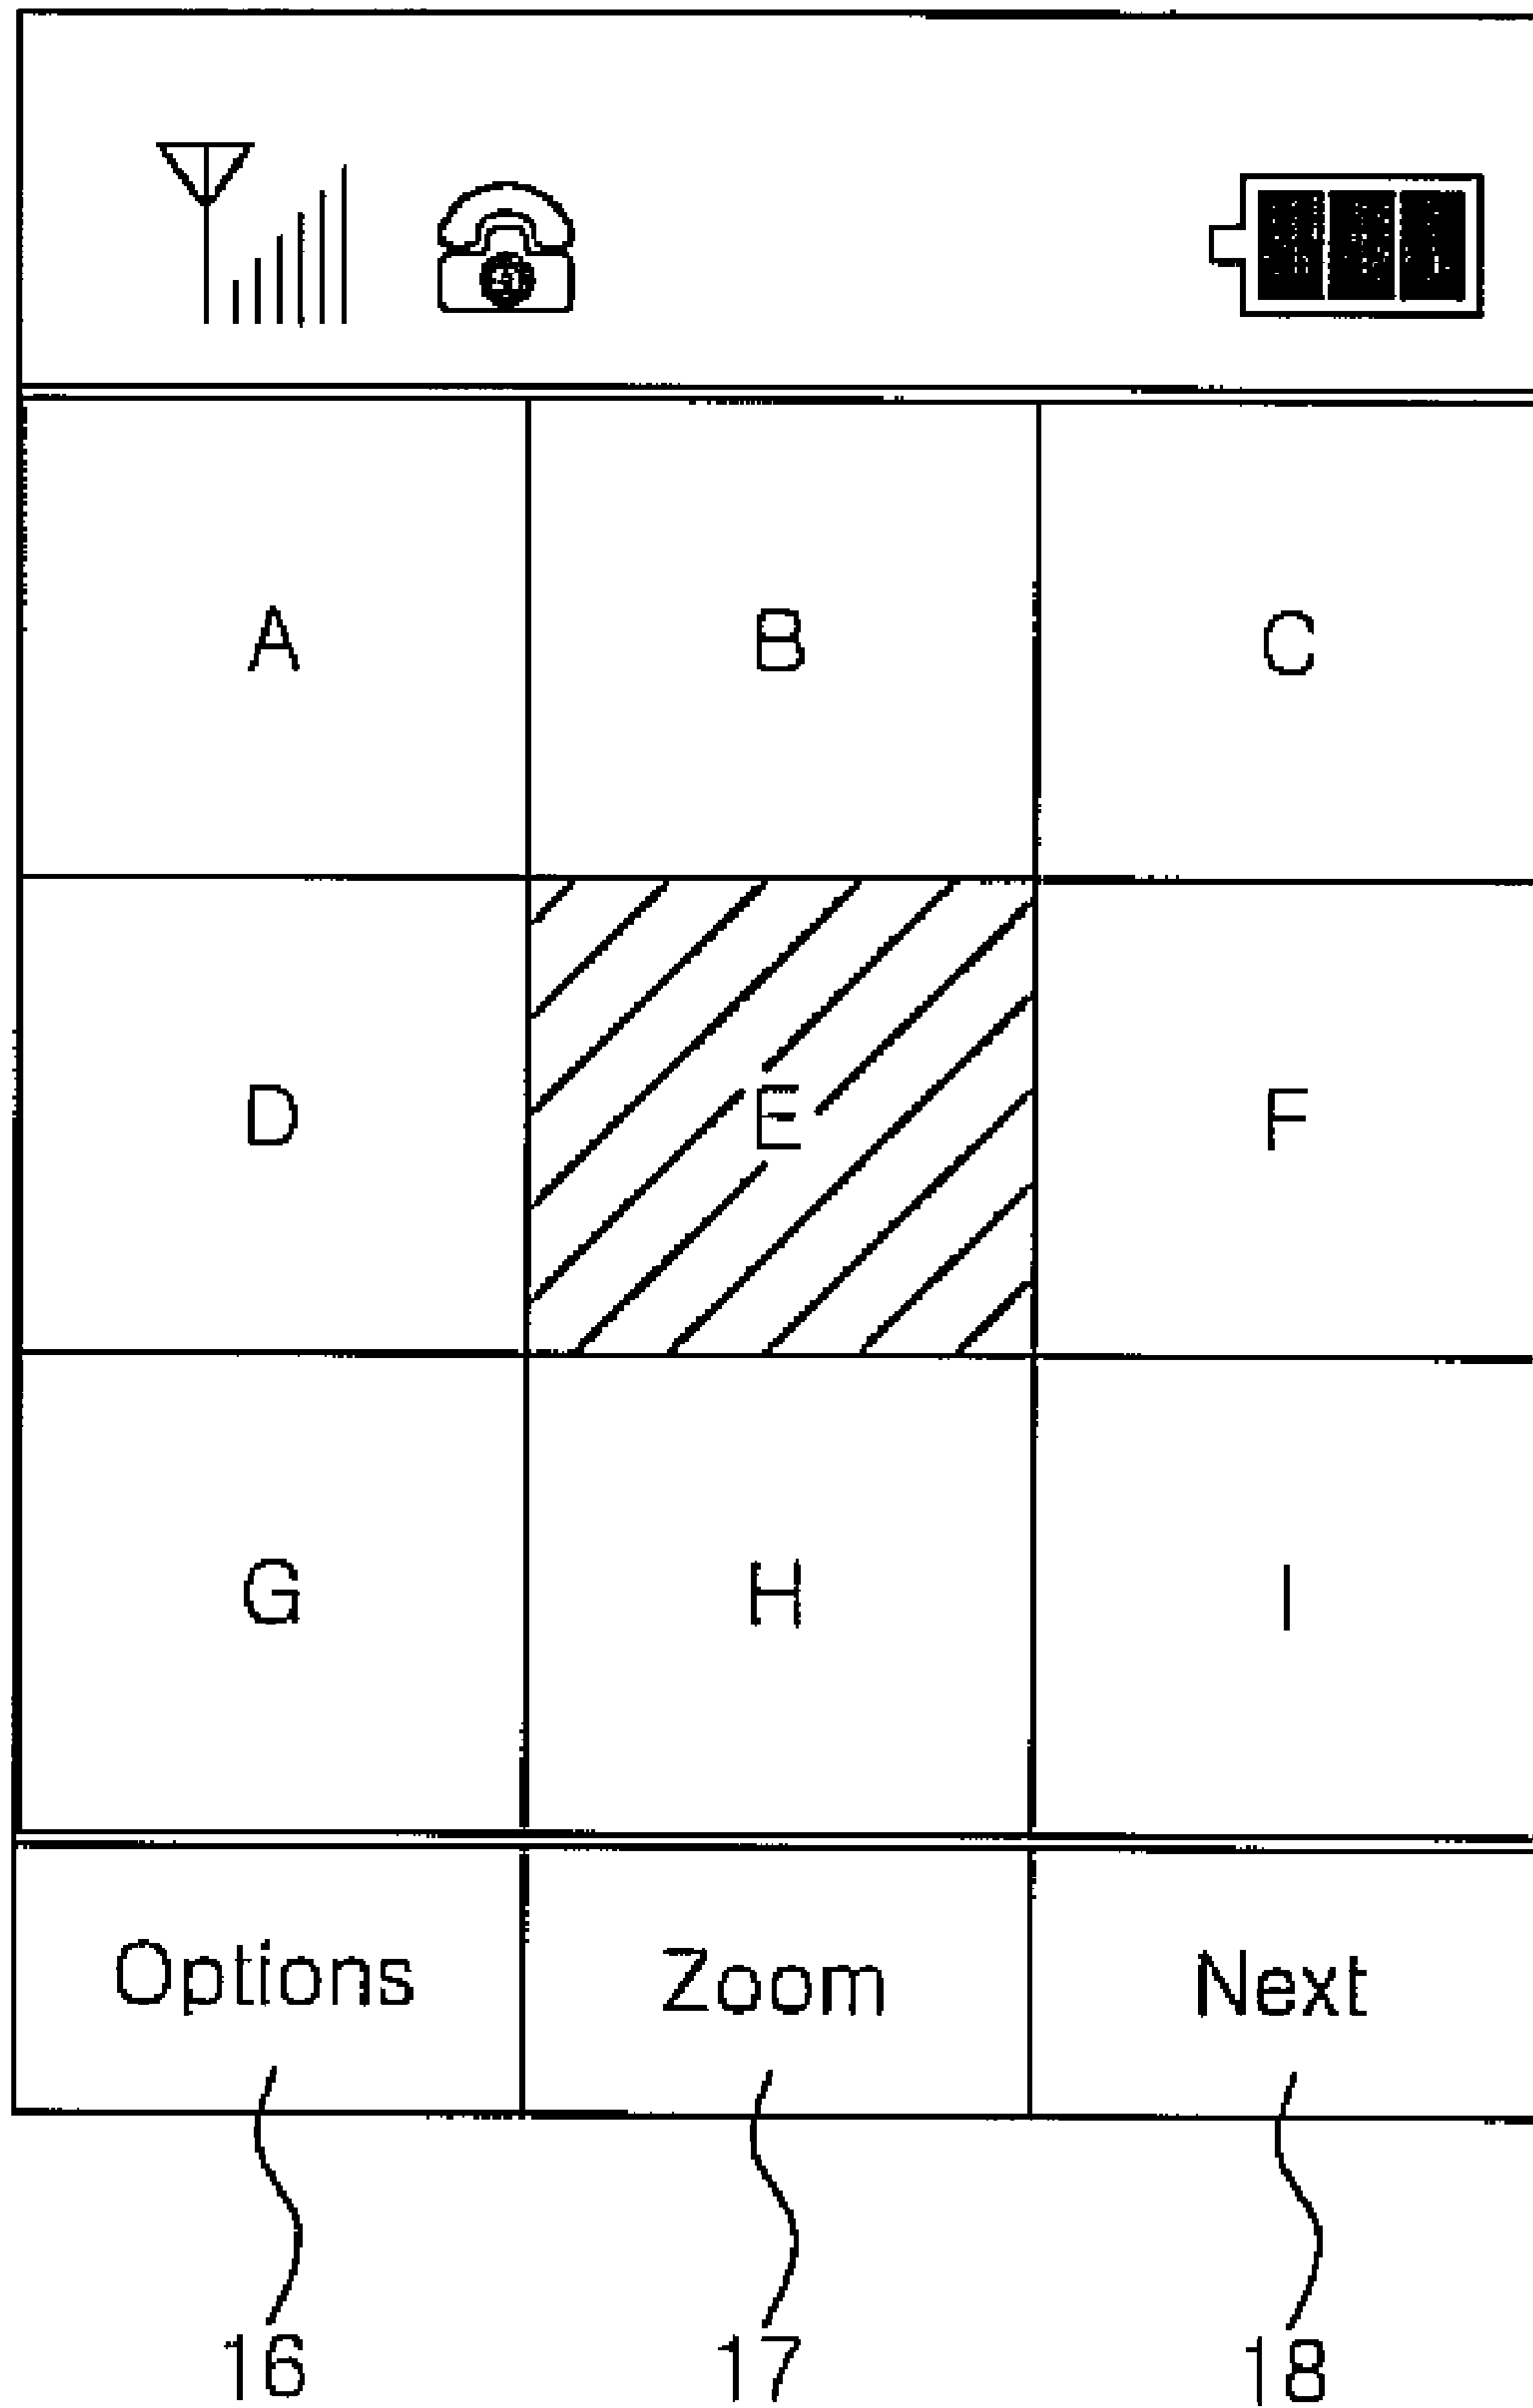 A B C
D E F
G H I
Options Zoom Next
16 17 18